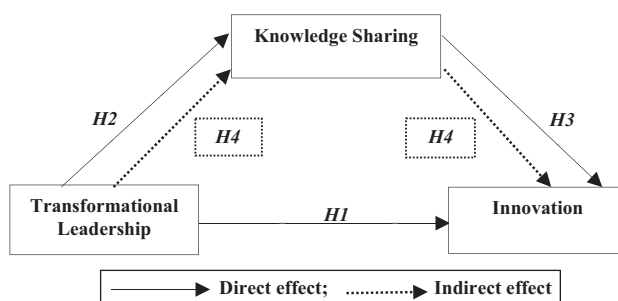 Knowledge Sharing
H2
H4
H4
H3
Transformational
Leadership
H1
Innovation
Direct effect;
Indirect effect